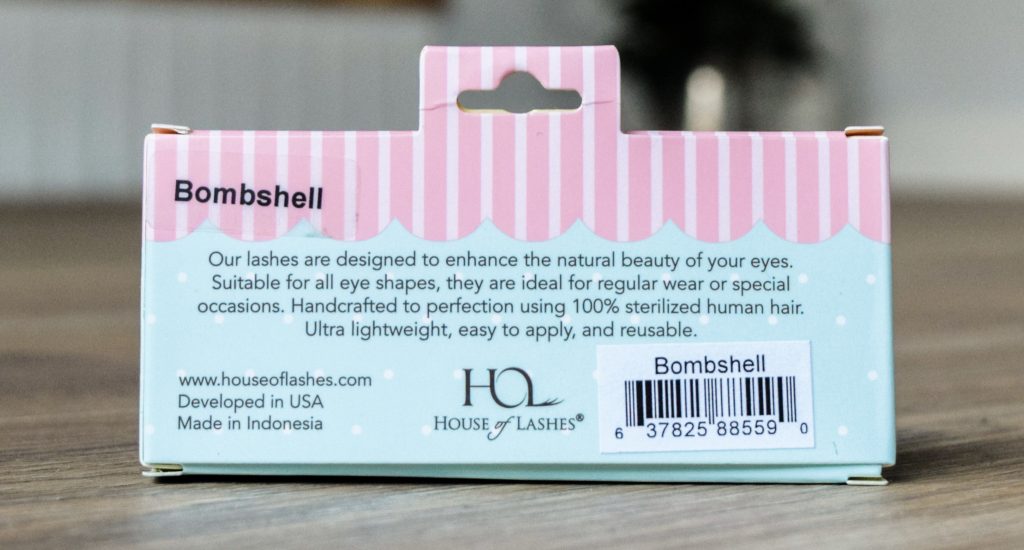 Bombshell
Our lashes are designed to enhance the natural beauty of your eyes.
Suitable for all eye shapes, they are ideal for regular wear or special
occasions. Handcrafted to perfection using 100% sterilized human hair.
Ultra lightweight, easy to apply, and reusable.
www.houseoflashes.com
Developed in USA
Made in Indonesia
HOL
HOUSE of LASHES®
Bombshell
6 37825 88559 0